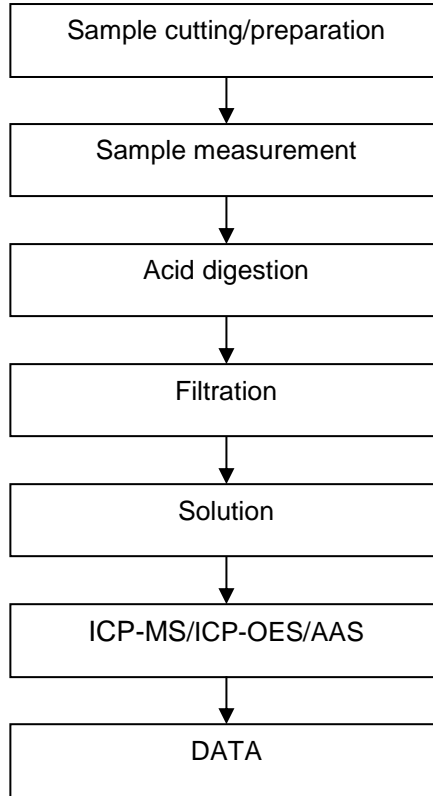 Sample cutting/preparation
Sample measurement
Acid digestion
Filtration
Solution
ICP-MS/ICP-OES/AAS
DATA